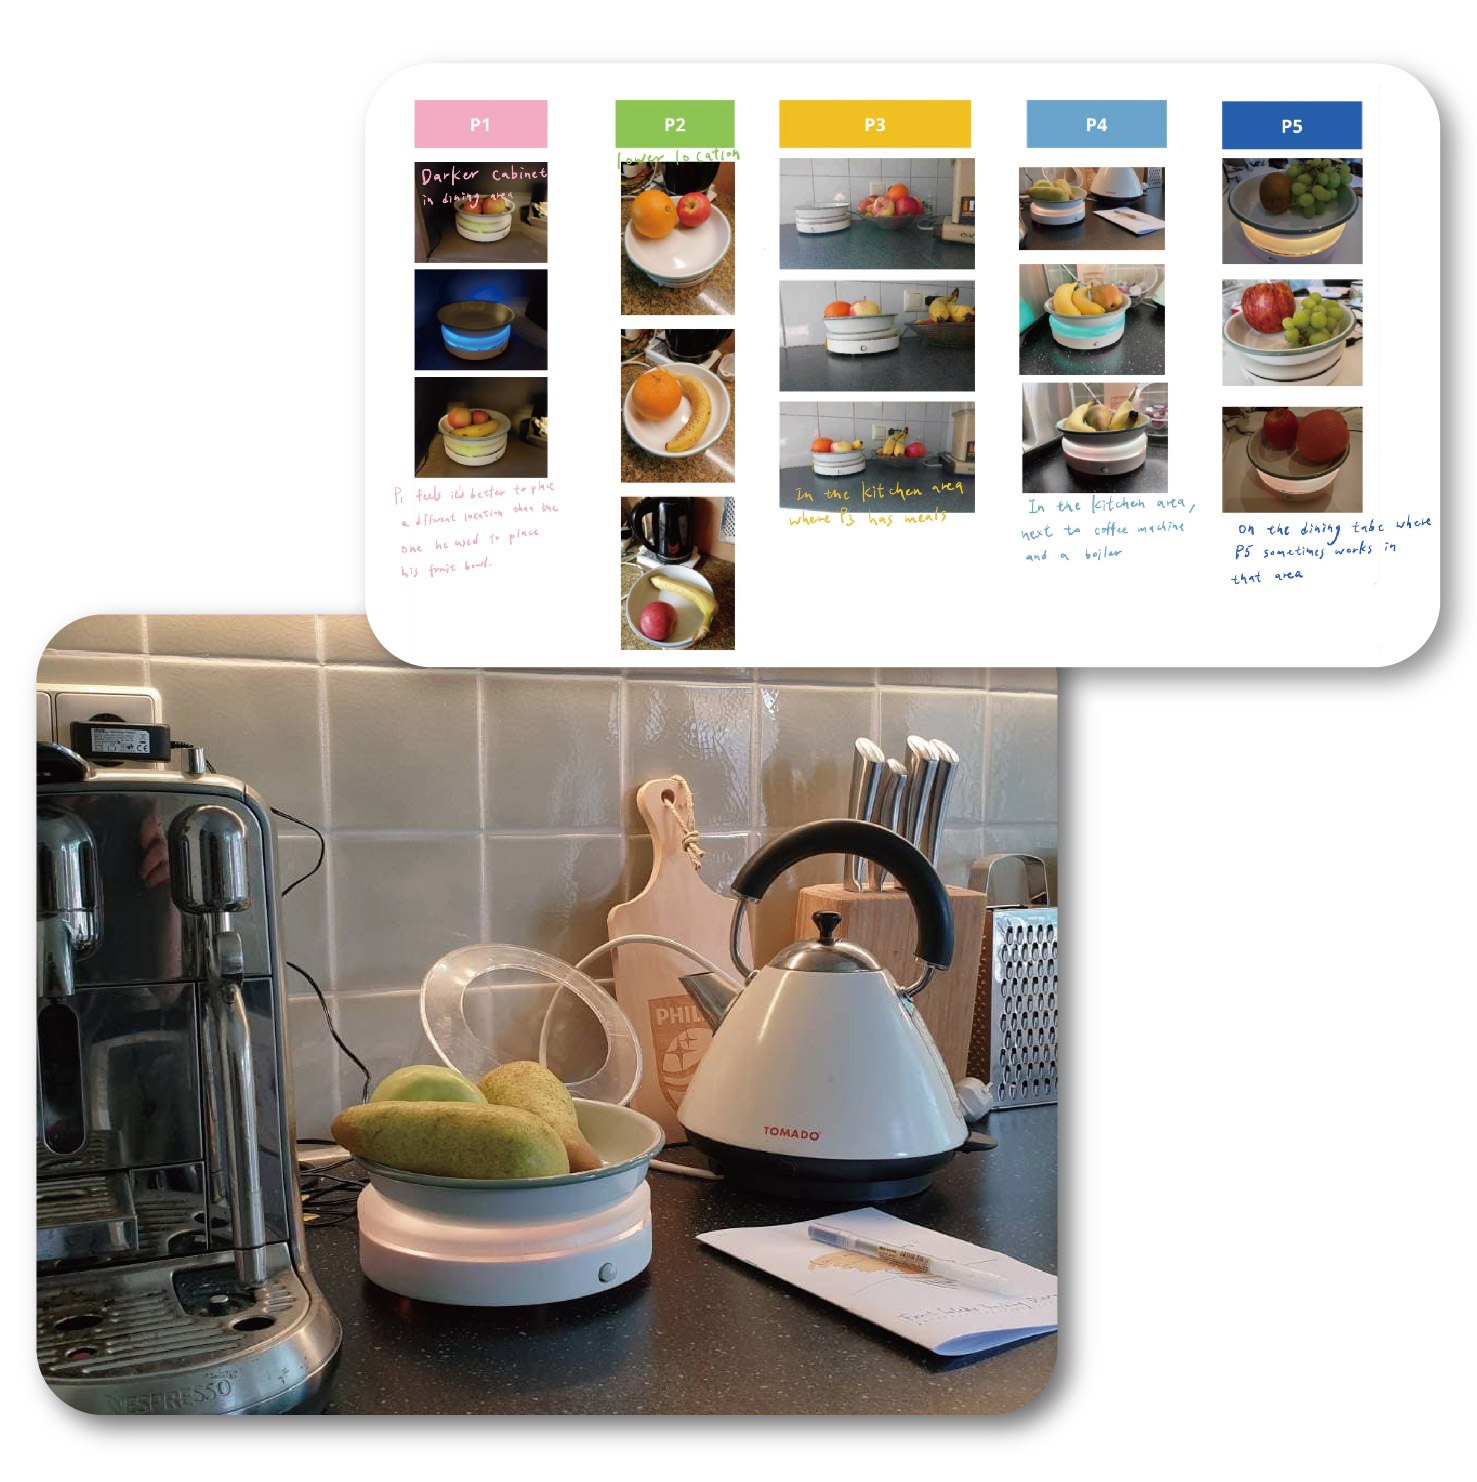 P1
Darker cabinet
in dining area
P1 feels it's better to place
a different location than the
one he used to place
his fruit bowl.
P2
lower location
P3
In the kitchen area
where P3 has meals
P4
In the kitchen area,
next to coffee machine
and a boiler
P5
On the dining table where
P5 sometimes works in
that area
PHIL
TOMADO
NESPRESSO